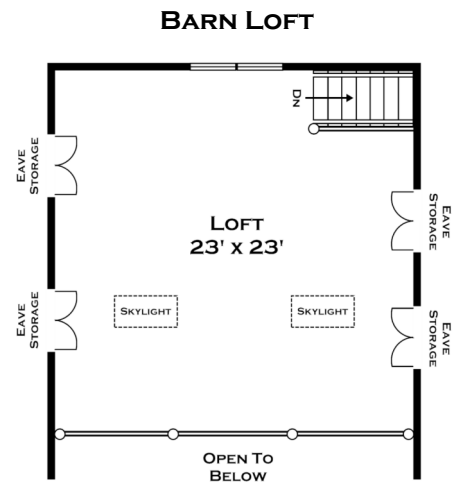 BARN LOFT
DN
EAVE
STORAGE
EAVE
STORAGE
LOFT
23' X 23'
EAVE
STORAGE
SKYLIGHT
SKYLIGHT
EAVE
STORAGE
OPEN TO
BELOW